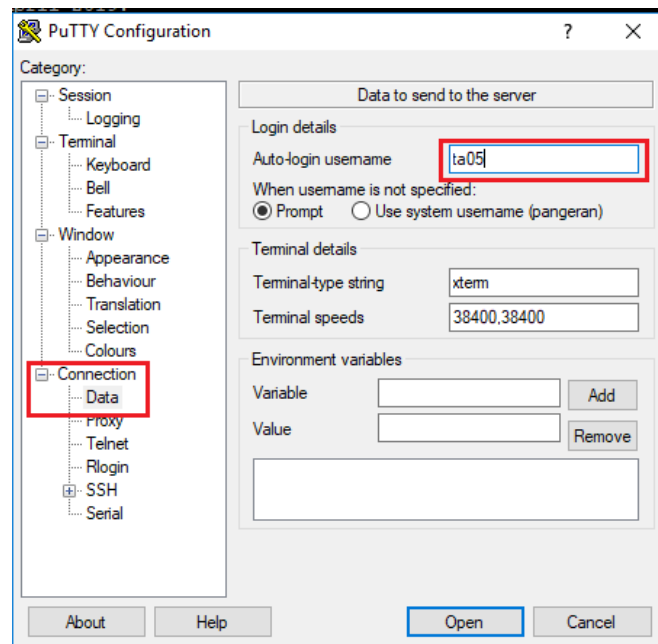 PuTTY Configuration
Category:
Session
Logging
Terminal
Keyboard
Bell
Features
Window
Appearance
Behaviour
Translation
Selection
Colours
Connection
Data
Proxy
Telnet
Rlogin
SSH
Serial
Data to send to the server
Login details
Auto-login username ta05
When username is not specified:
Prompt Use system username (pangeran)
Terminal details
Terminal-type string xterm
Terminal speeds 38400,38400
Environment variables
Variable Add
Value Remove
About Help Open Cancel